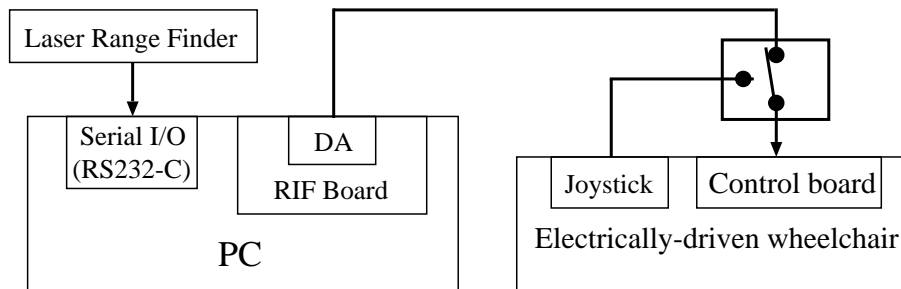 Laser Range Finder
Serial I/O
(RS232-C)
DA
RIF Board
PC
Joystick
Control board
Electrically-driven wheelchair